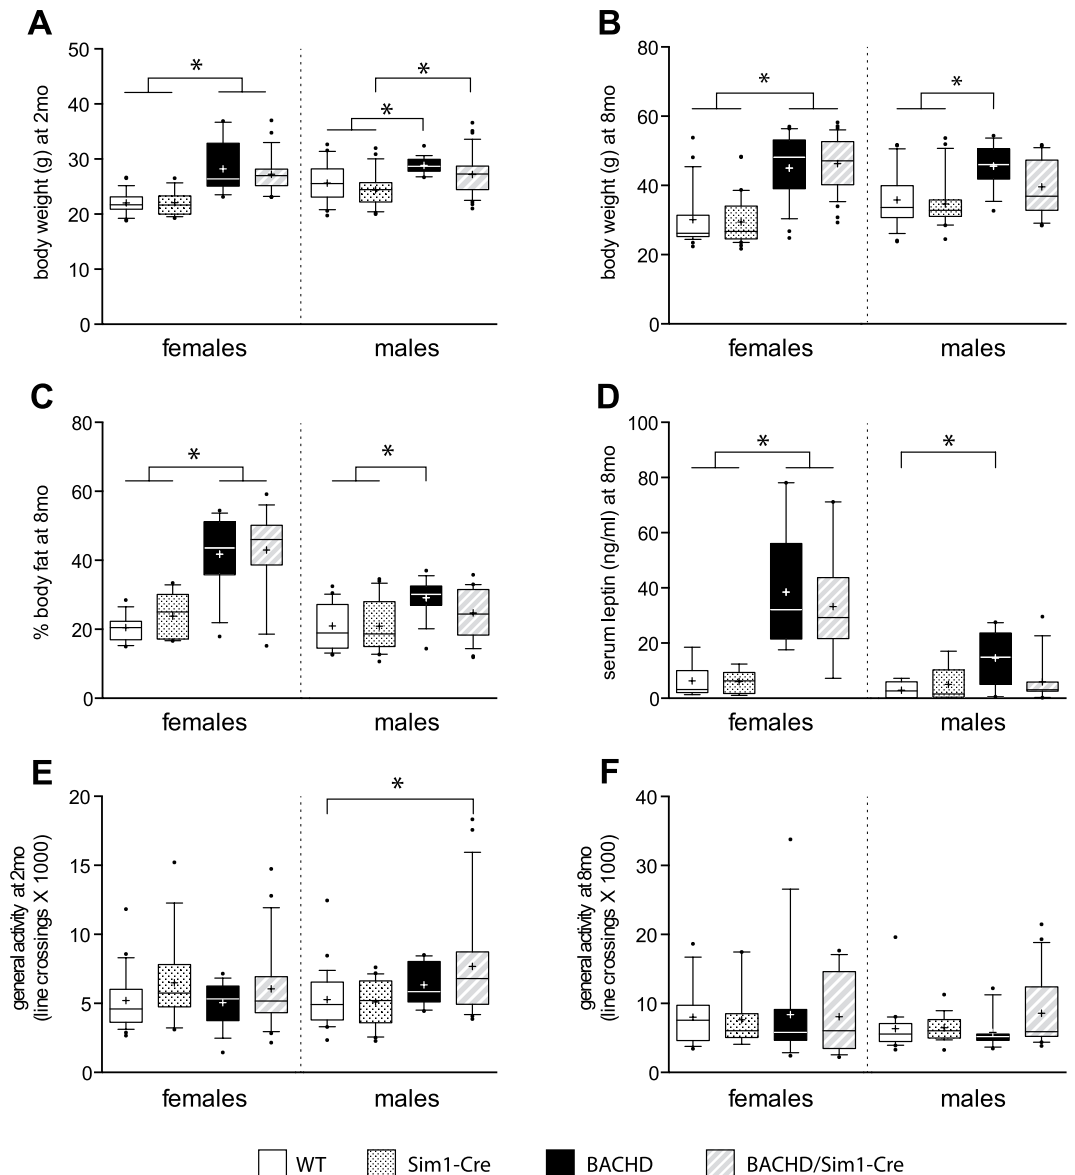 A
body weight (g) at 2mo
50
40
30
20
10
0
*
*
*
females
males
B
body weight (g) at 8mo
80
60
40
20
0
*
*
females
males
C
% body fat at 8mo
80
60
40
20
0
*
*
females
males
D
serum leptin (ng/ml) at 8mo
100
80
60
40
20
0
*
*
females
males
E
general activity at 2mo
(line crossings X 1000)
20
15
10
5
0
*
females
males
F
general activity at 8mo
(line crossings X 1000)
40
30
20
10
0
females
males
WT
Sim1-Cre
BACHD
BACHD/Sim1-Cre